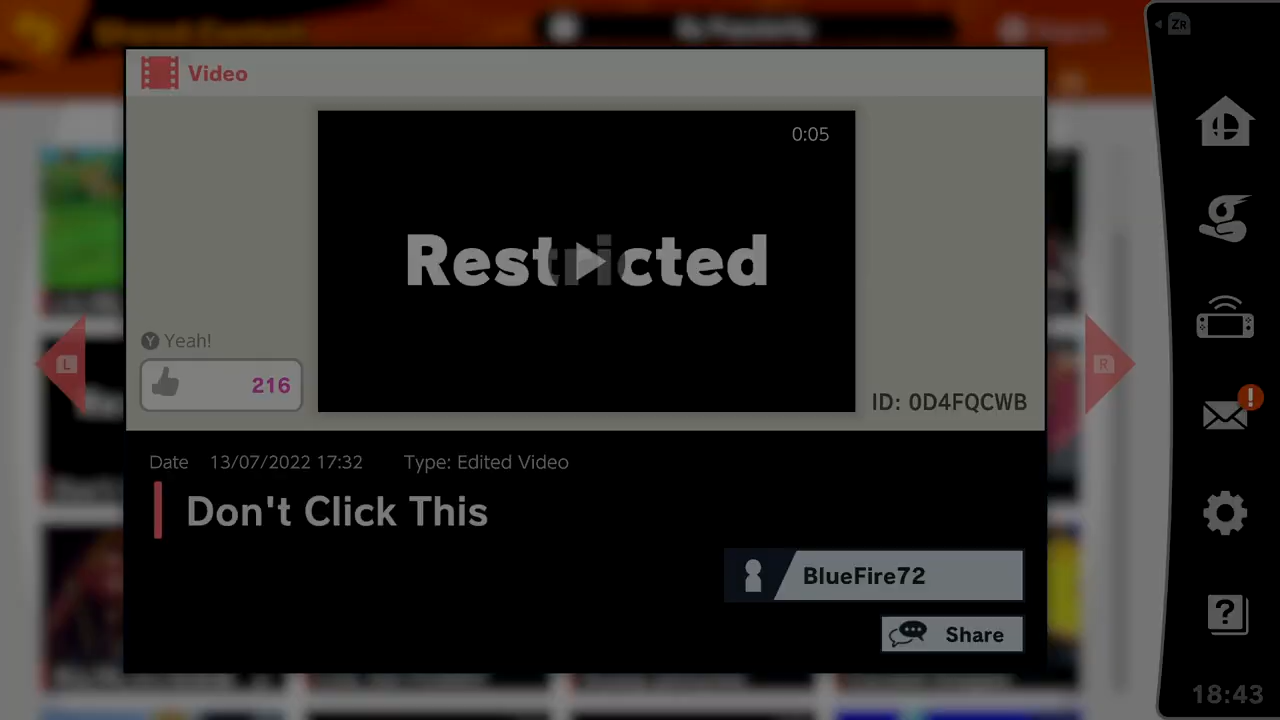 ZR
Video
0:05
Restricted
Y Yeah!
216
L
R
ID: 0D4FQCWB
Date 13/07/2022 17:32 Type: Edited Video
Don't Click This
BlueFire72
Share
18:43